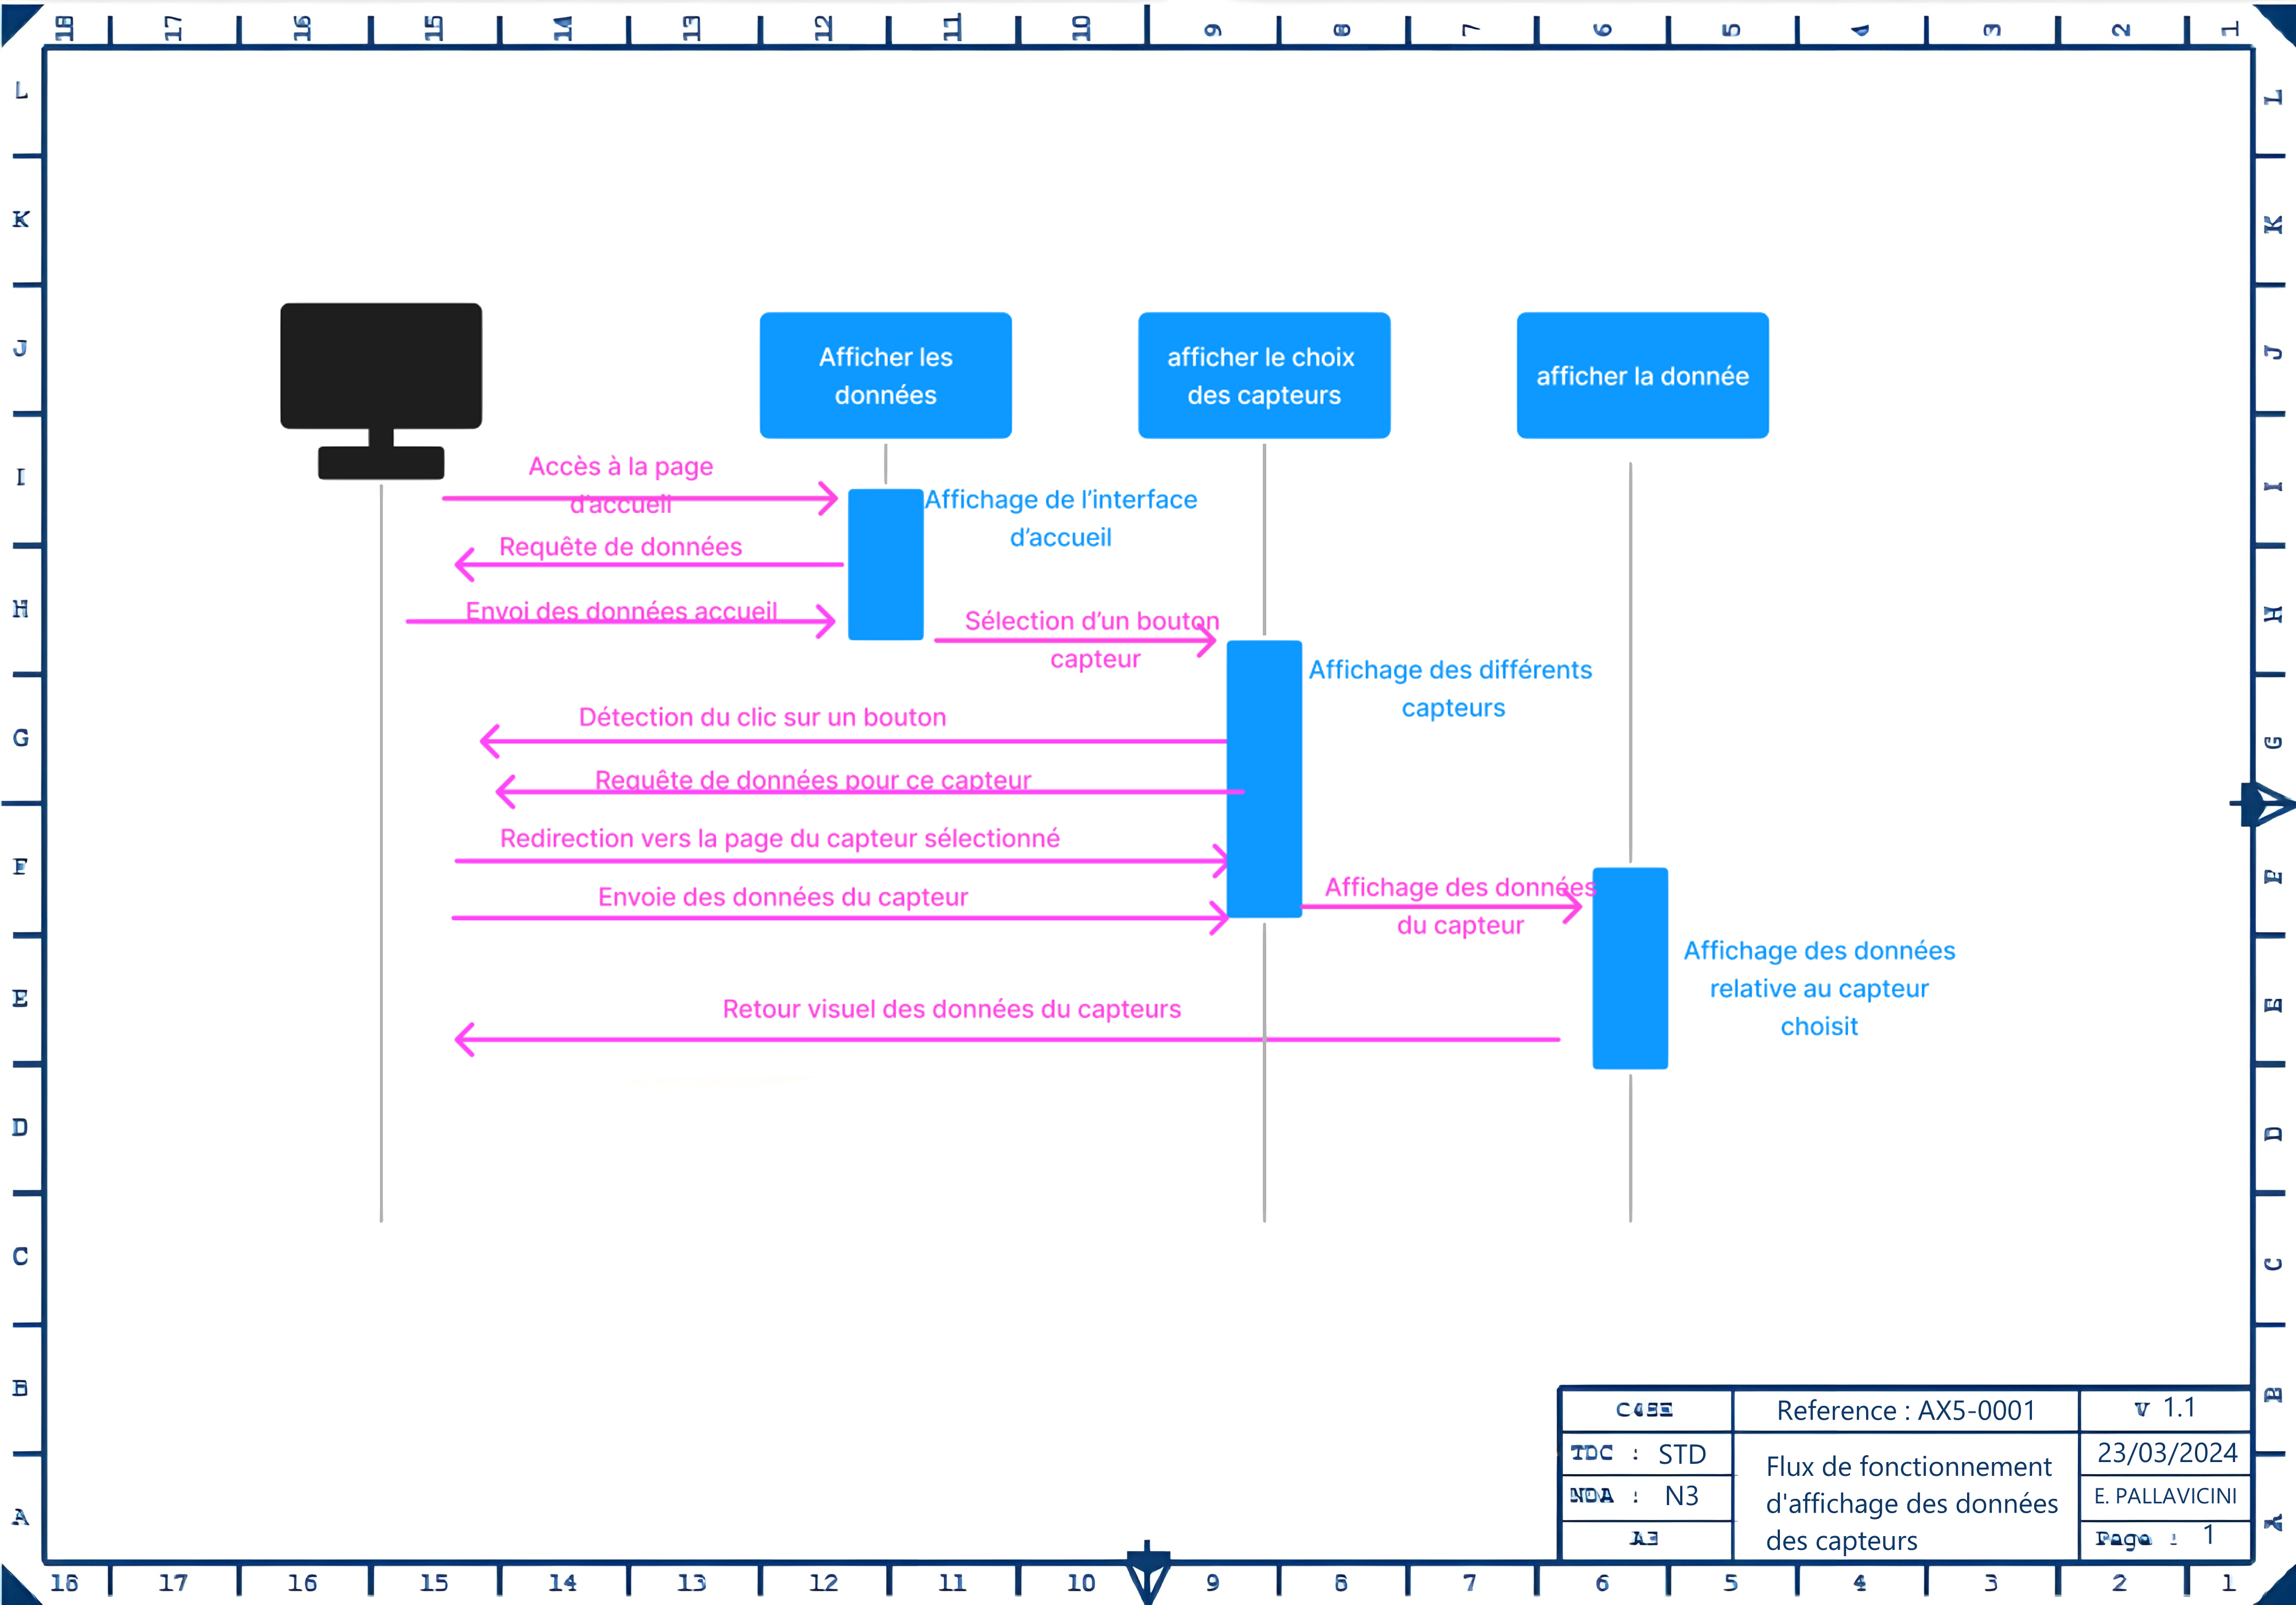 18 17 16 15 14 13 12 11 10 9 8 7 6 5 4 3 2 1
L L
K K
J J
I I
H H
G G
F F
E E
D D
C C
B B
A A
Afficher les
données
afficher le choix
des capteurs
afficher la donnée
Accès à la page
d'accueil
Affichage de l'interface
d'accueil
Requête de données
Envoi des données accueil
Sélection d'un bouton
capteur
Affichage des différents
capteurs
Détection du clic sur un bouton
Requête de données pour ce capteur
Redirection vers la page du capteur sélectionné
Envoie des données du capteur
Affichage des données
du capteur
Affichage des données
relative au capteur
choisit
Retour visuel des données du capteurs
Reference : AX5-0001
V 1.1
TDC : STD
23/03/2024
Flux de fonctionnement
d'affichage des données
des capteurs
NDA : N3
E. PALLAVICINI
A3
Page : 1
18 17 16 15 14 13 12 11 10 9 8 7 6 5 4 3 2 1